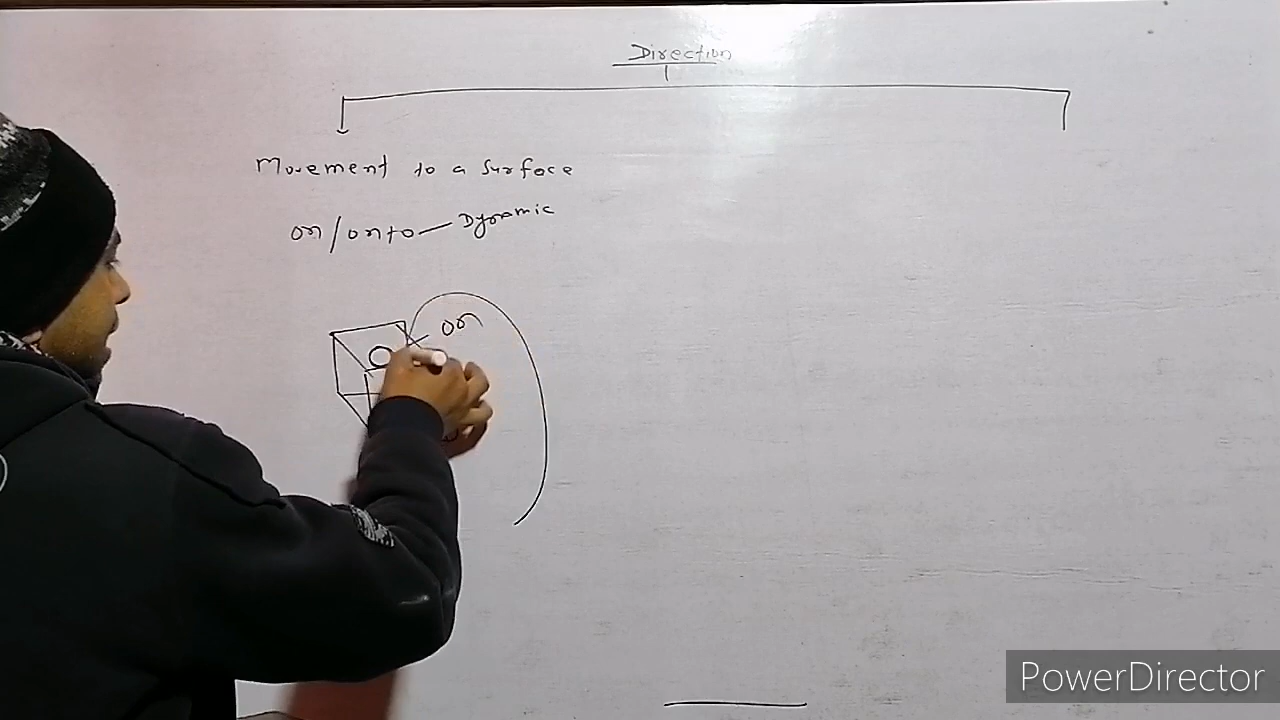 Direction
Movement to a surface
on/onto — Dynamic
on
PowerDirector